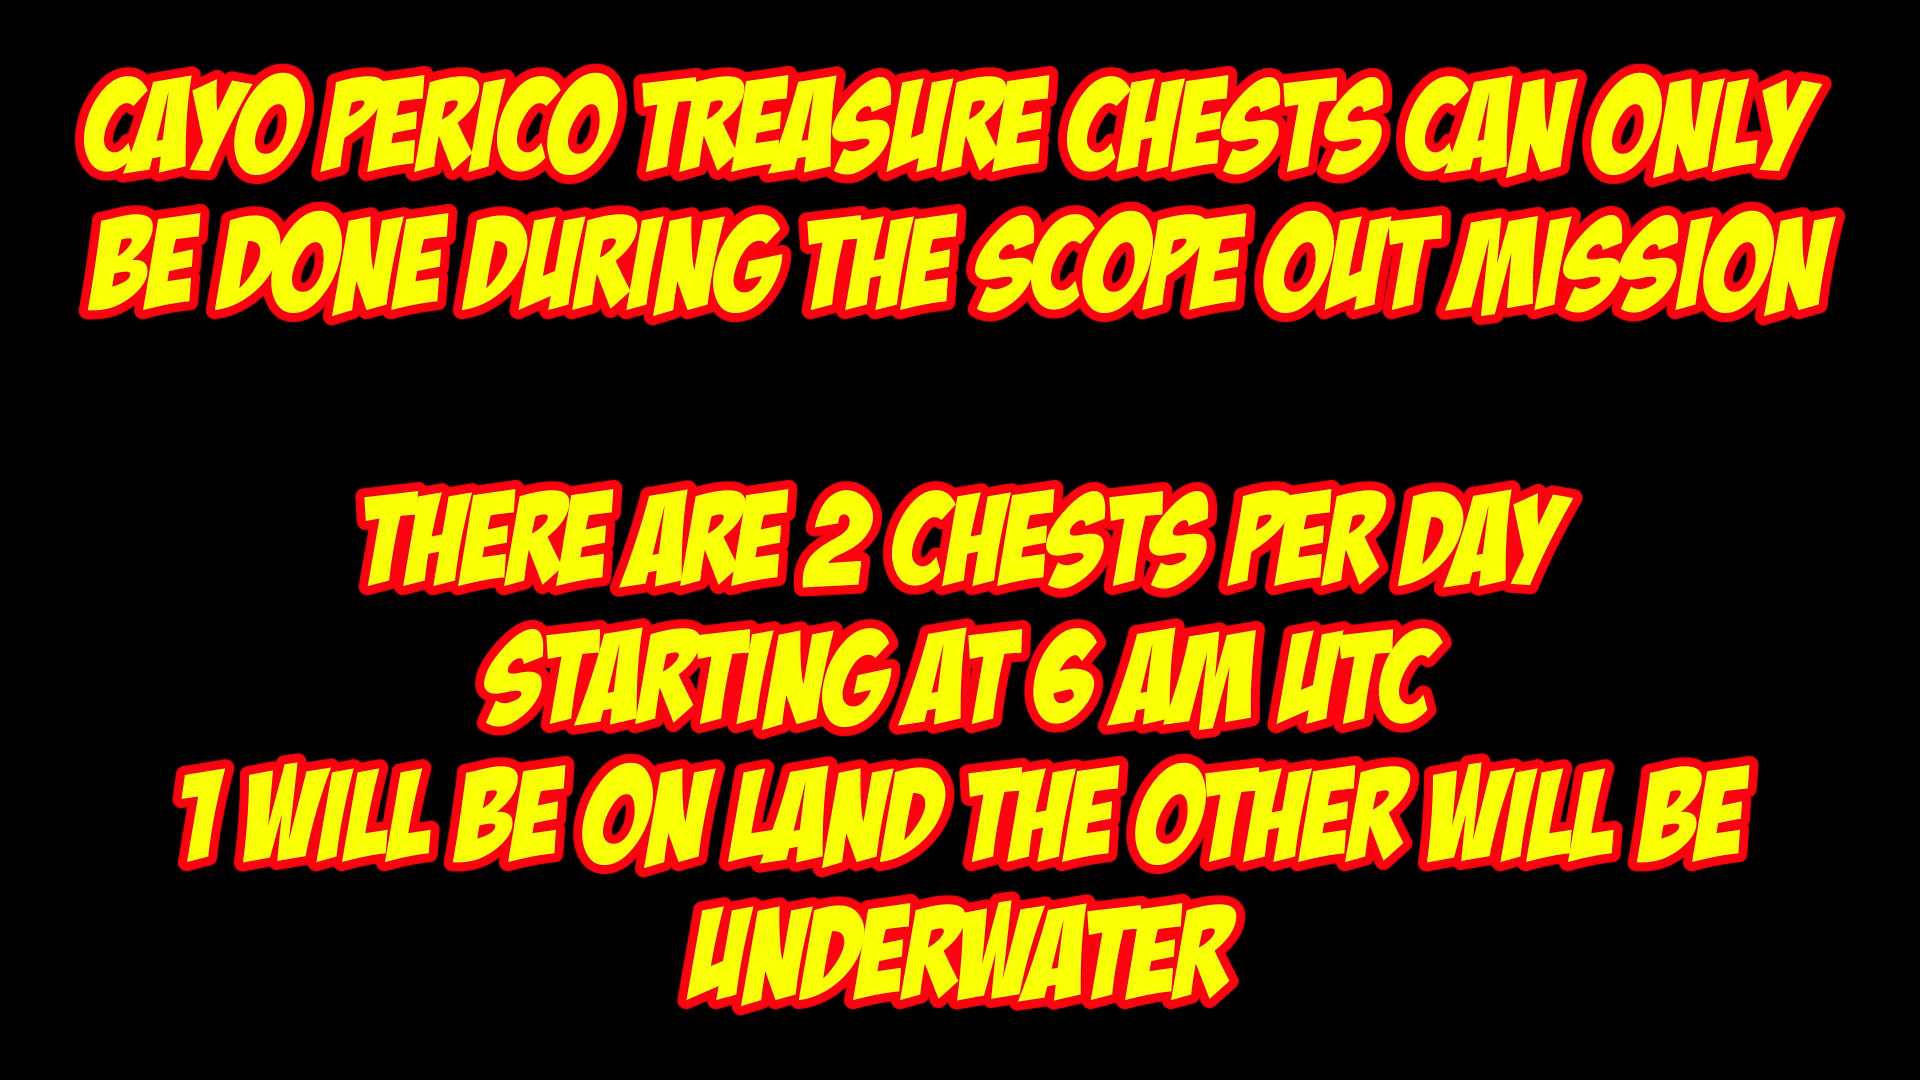 CAYO PERICO TREASURE CHESTS CAN ONLY
BE DONE DURING THE SCOPE OUT MISSION
THERE ARE 2 CHESTS PER DAY
STARTING AT 6 AM UTC
1 WILL BE ON LAND THE OTHER WILL BE
UNDERWATER